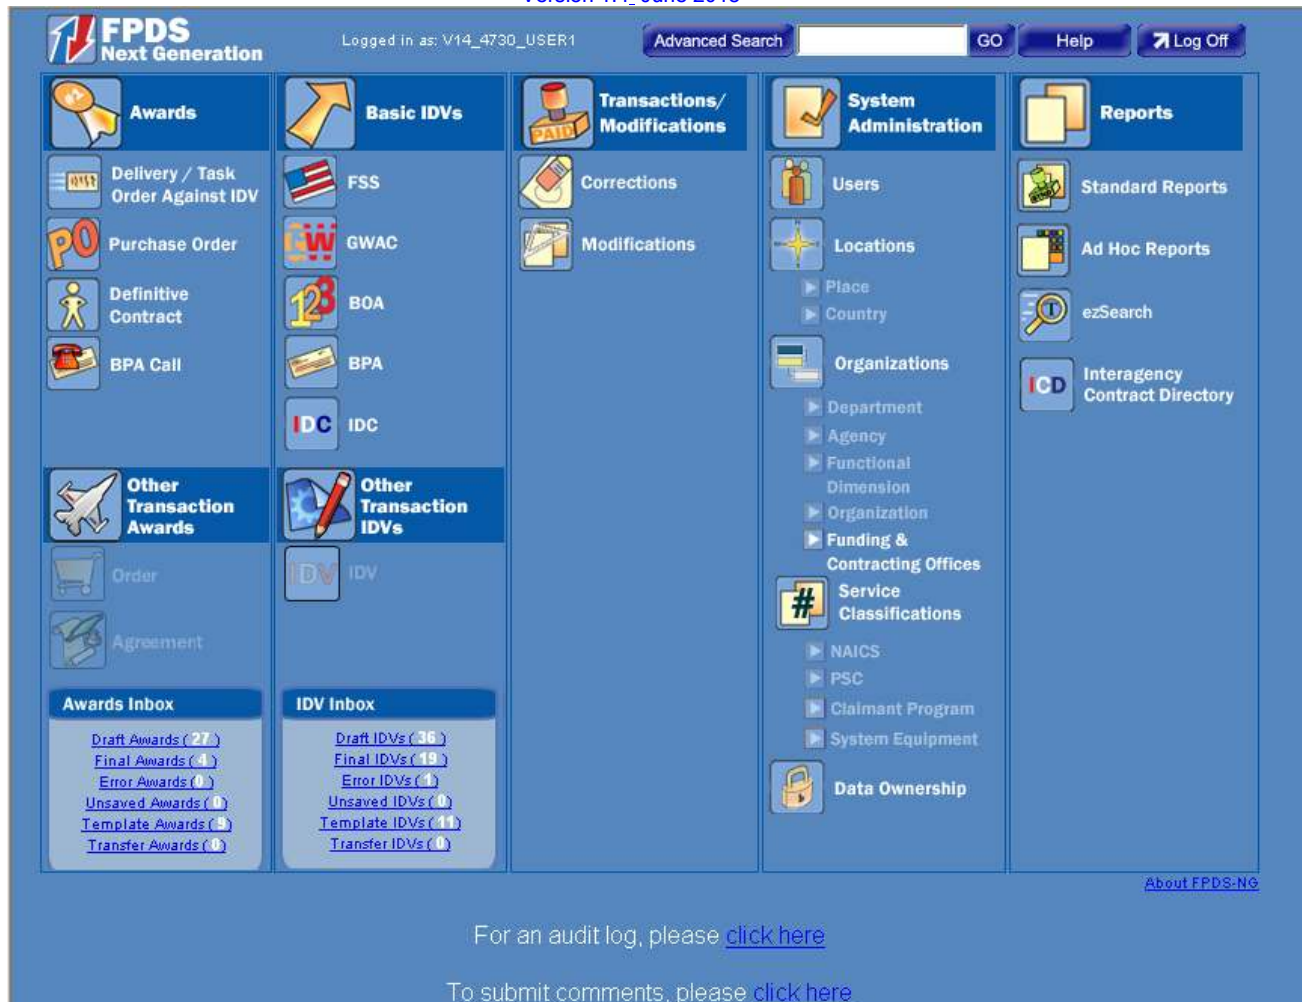 FPDS
Next Generation
Logged in as: V14_4730_USER1
Advanced Search
GO
Help
Log Off
Awards
Delivery / Task
Order Against IDV
PO
Purchase Order
Definitive
Contract
BPA Call
Other
Transaction
Awards
Order
Agreement
Awards Inbox
Draft Awards ( 27 )
Final Awards ( 4 )
Error Awards ( 0 )
Unsaved Awards ( 0 )
Template Awards ( 9 )
Transfer Awards ( 0 )
Basic IDVs
FSS
GWAC
123
BOA
BPA
IDC
IDC
Other
Transaction
IDVs
IDV
IDV
IDV Inbox
Draft IDVs ( 36 )
Final IDVs ( 19 )
Error IDVs ( 1 )
Unsaved IDVs ( 0 )
Template IDVs ( 11 )
Transfer IDVs ( 0 )
PAID
Transactions/
Modifications
Corrections
Modifications
System
Administration
Users
Locations
Place
Country
Organizations
Department
Agency
Functional
Dimension
Organization
Funding &
Contracting Offices
#
Service
Classifications
NAICS
PSC
Claimant Program
System Equipment
Data Ownership
Reports
Standard Reports
Ad Hoc Reports
ezSearch
ICD
Interagency
Contract Directory
About FPDS-NG
For an audit log, please click here
To submit comments, please click here